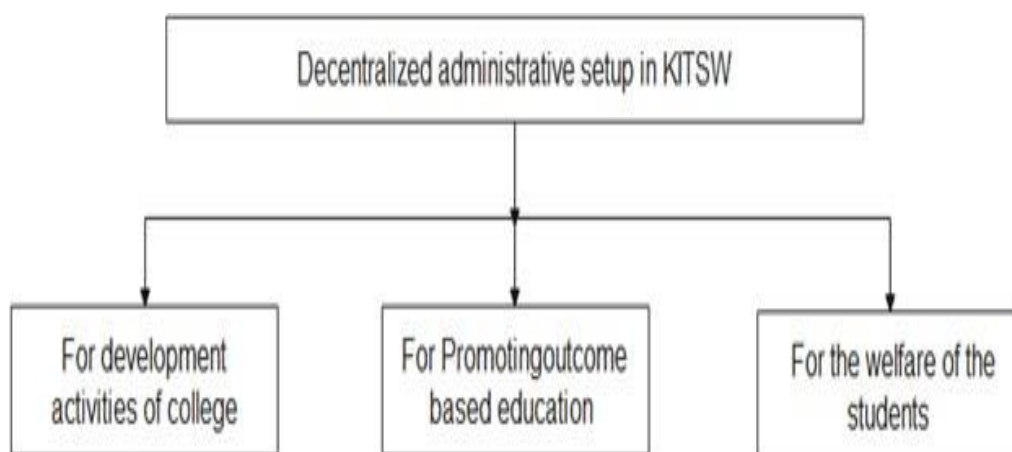 Decentralized administrative setup in KITSW
For development
activities of college
For Promotingoutcome
based education
For the welfare of the
students